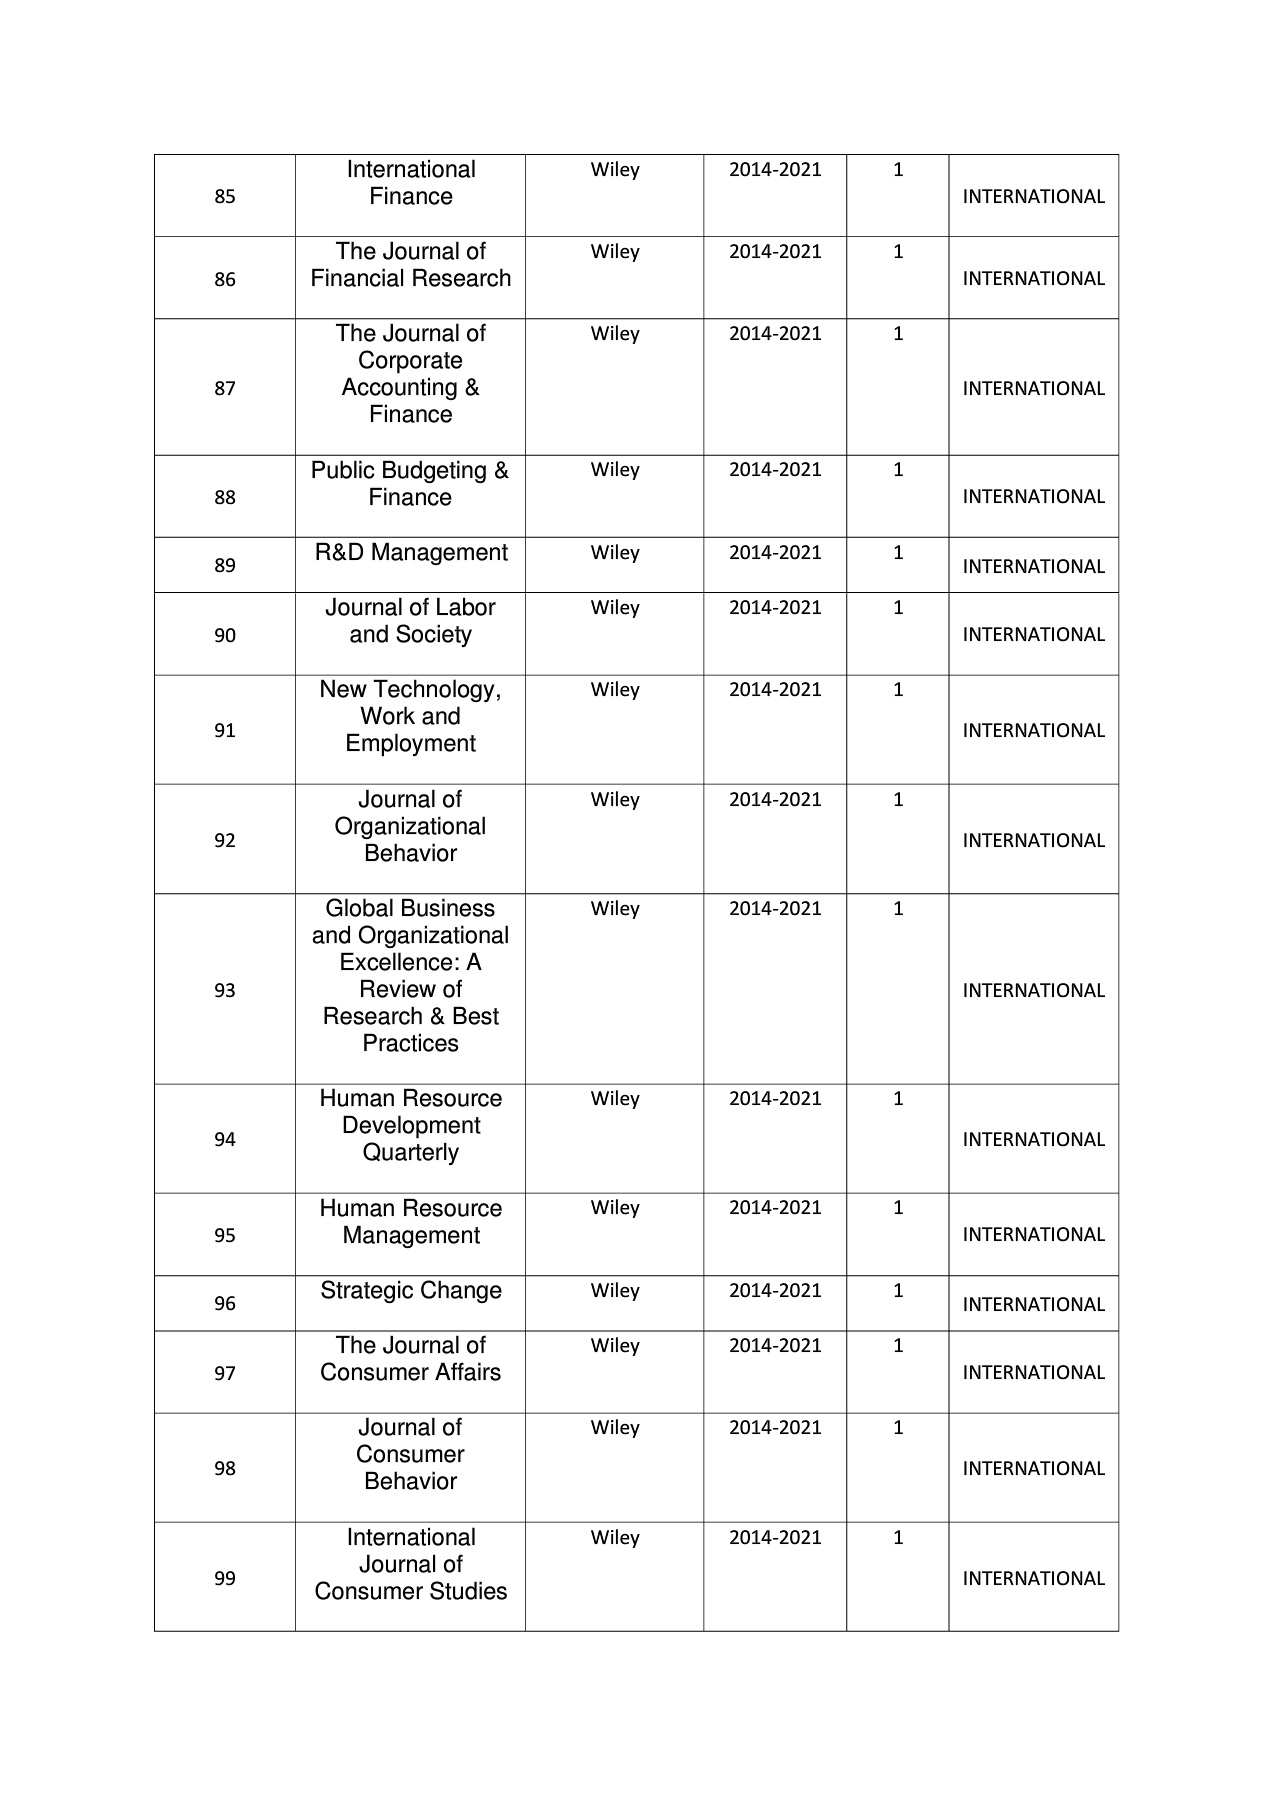 85
International
Finance
Wiley
2014-2021
1
INTERNATIONAL
86
The Journal of
Financial Research
Wiley
2014-2021
1
INTERNATIONAL
87
The Journal of
Corporate
Accounting &
Finance
Wiley
2014-2021
1
INTERNATIONAL
88
Public Budgeting &
Finance
Wiley
2014-2021
1
INTERNATIONAL
89
R&D Management
Wiley
2014-2021
1
INTERNATIONAL
90
Journal of Labor
and Society
Wiley
2014-2021
1
INTERNATIONAL
91
New Technology,
Work and
Employment
Wiley
2014-2021
1
INTERNATIONAL
92
Journal of
Organizational
Behavior
Wiley
2014-2021
1
INTERNATIONAL
93
Global Business
and Organizational
Excellence: A
Review of
Research & Best
Practices
Wiley
2014-2021
1
INTERNATIONAL
94
Human Resource
Development
Quarterly
Wiley
2014-2021
1
INTERNATIONAL
95
Human Resource
Management
Wiley
2014-2021
1
INTERNATIONAL
96
Strategic Change
Wiley
2014-2021
1
INTERNATIONAL
97
The Journal of
Consumer Affairs
Wiley
2014-2021
1
INTERNATIONAL
98
Journal of
Consumer
Behavior
Wiley
2014-2021
1
INTERNATIONAL
99
International
Journal of
Consumer Studies
Wiley
2014-2021
1
INTERNATIONAL